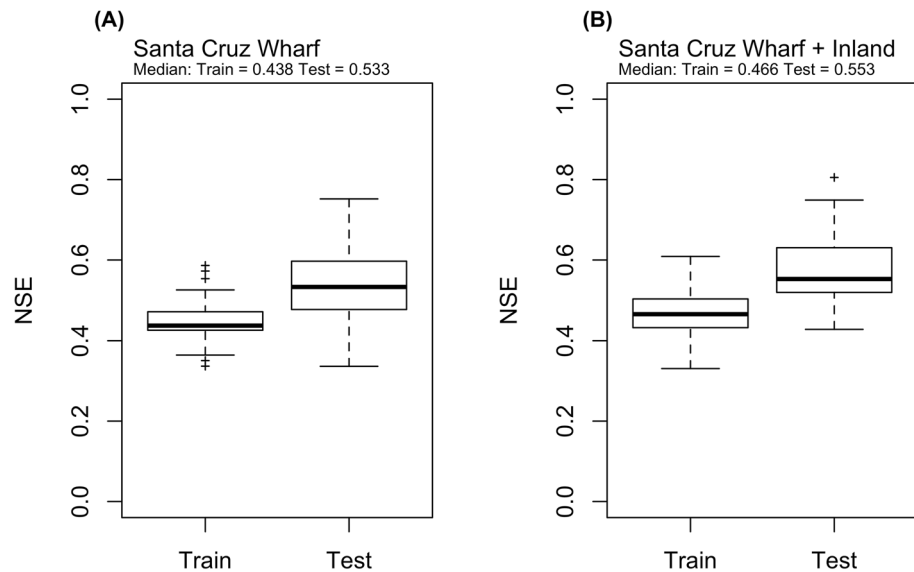 (A)
Santa Cruz Wharf
Median: Train = 0.438 Test = 0.533
NSE
1.0
0.8
0.6
0.4
0.2
0.0
Train Test
(B)
Santa Cruz Wharf + Inland
Median: Train = 0.466 Test = 0.553
NSE
1.0
0.8
0.6
0.4
0.2
0.0
Train Test